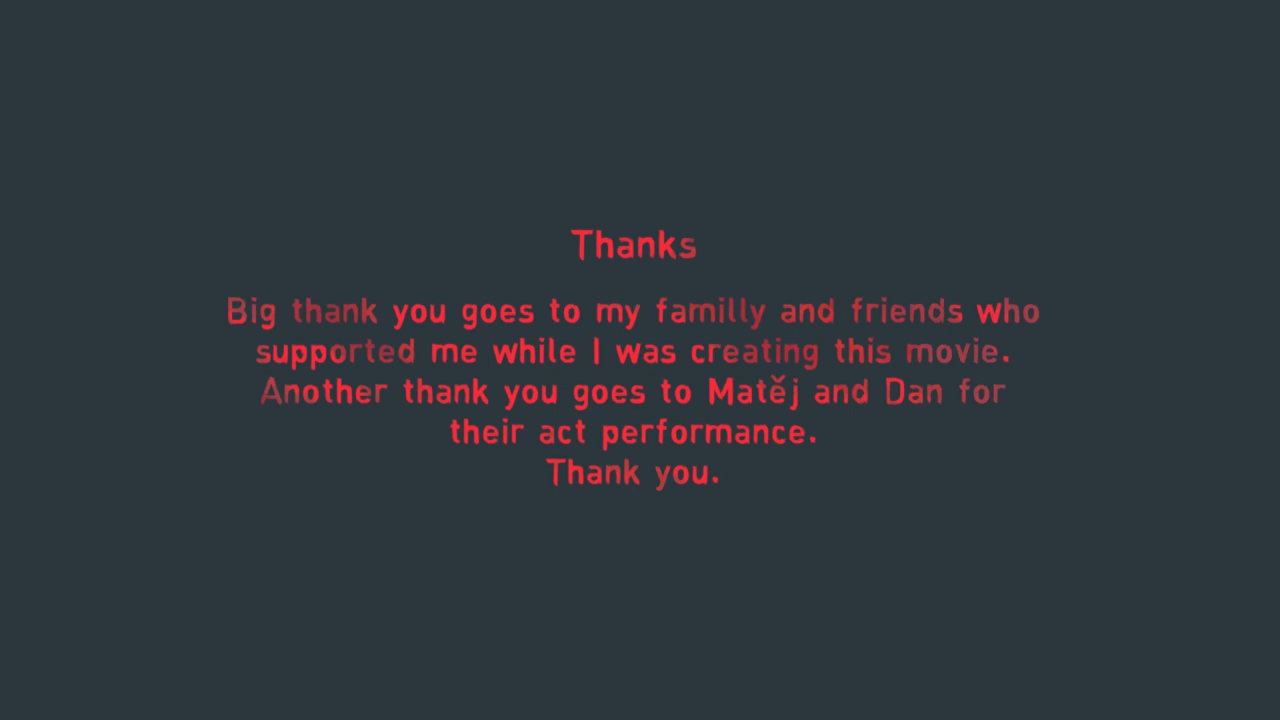 Thanks
Big thank you goes to my familly and friends who
supported me while I was creating this movie.
Another thank you goes to Matěj and Dan for
their act performance.
Thank you.